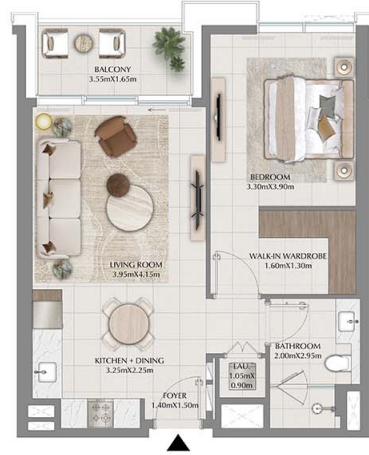 BALCONY
3.55mX1.65m
BEDROOM
3.30mX3.90m
WALK-IN WARDROBE
1.60mX1.30m
LIVING ROOM
3.95mX4.15m
KITCHEN + DINING
3.25mX2.25m
BATHROOM
2.00mX2.95m
LAU.
1.05mX
0.90m
FOYER
1.40mX1.50m